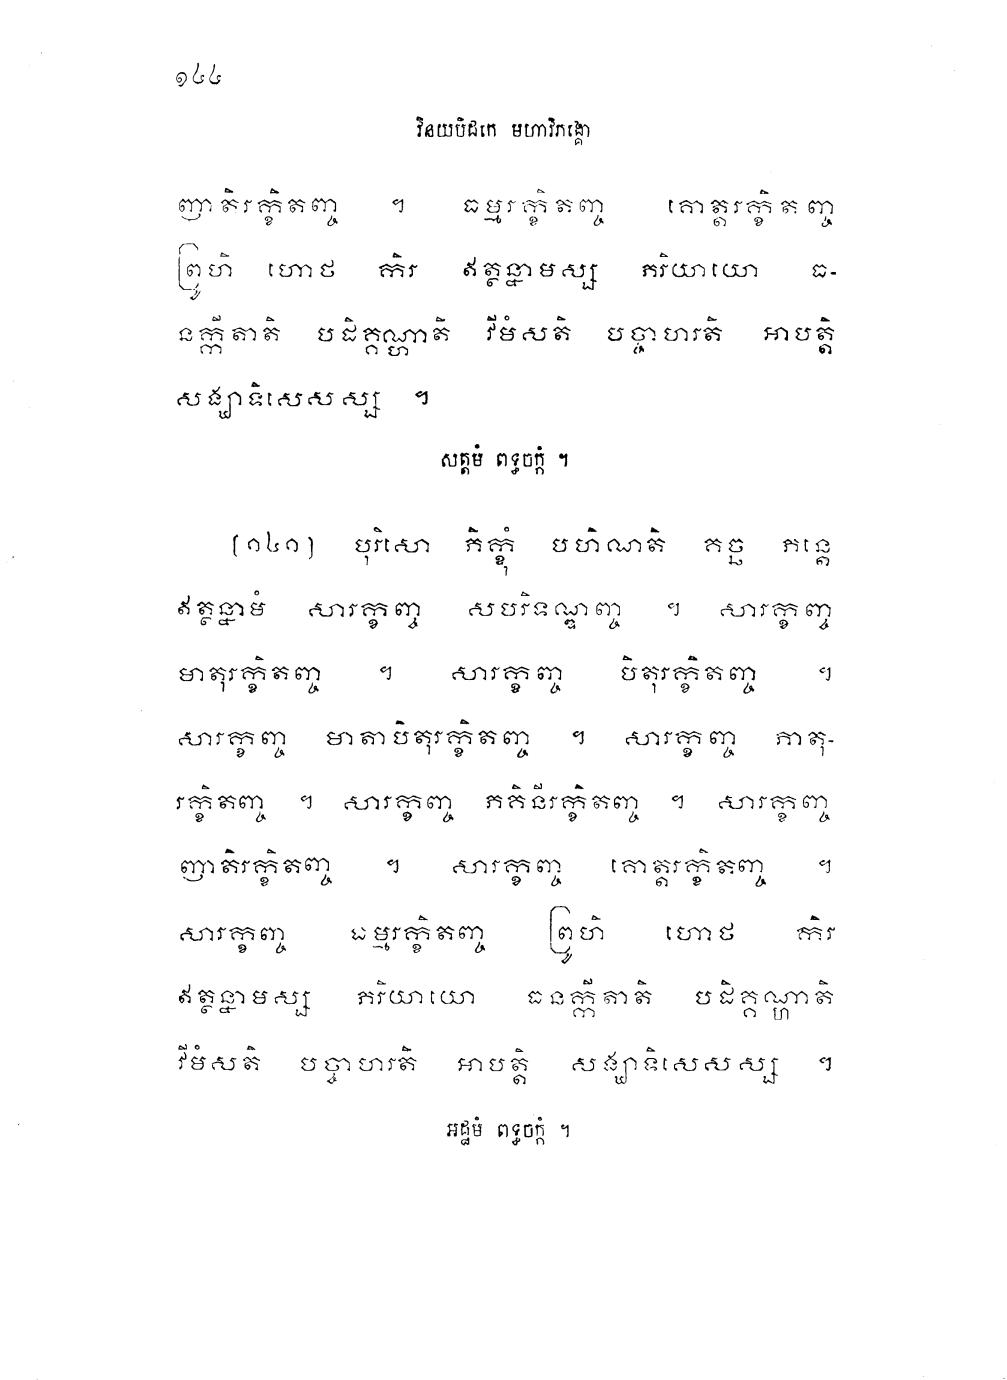 ១៤៤
វិនយបិដកេ មហាវិភង្គោ
ញាតិរក្ខិតញ្ច ។ ធម្មរក្ខិតញ្ច គោត្តរក្ខិតញ្ច
ព្រូហិ ហោថ កិរ ឥត្ថន្នាមស្ស ភរិយាយោ ធ-
នក្កីតាតិ បដិគ្គណ្ហាតិ វីមំសតិ បច្ចាហរតិ អាបត្តិ
សង្ឃាទិសេសស្ស ។
សត្តមំ ពទ្ធចក្កំ ។
(១៤១) បុរិសោ ភិក្ខុំ បហិណតិ គច្ឆ ភន្តេ
ឥត្ថន្នាមំ សារក្ខញ្ច សបរិទណ្ឌញ្ច ។ សារក្ខញ្ច
មាតុរក្ខិតញ្ច ។ សារក្ខញ្ច បិតុរក្ខិតញ្ច ។
សារក្ខញ្ច មាតាបិតុរក្ខិតញ្ច ។ សារក្ខញ្ច ភាតុ-
រក្ខិតញ្ច ។ សារក្ខញ្ច ភគិនីរក្ខិតញ្ច ។ សារក្ខញ្ច
ញាតិរក្ខិតញ្ច ។ សារក្ខញ្ច គោត្តរក្ខិតញ្ច ។
សារក្ខញ្ច ធម្មរក្ខិតញ្ច ព្រូហិ ហោថ កិរ
ឥត្ថន្នាមស្ស ភរិយាយោ ធនក្កីតាតិ បដិគ្គណ្ហាតិ
វីមំសតិ បច្ចាហរតិ អាបត្តិ សង្ឃាទិសេសស្ស ។
អដ្ឋមំ ពទ្ធចក្កំ ។